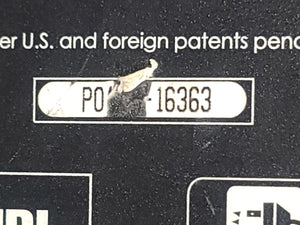 er U.S. and foreign patents pend
PO -16363